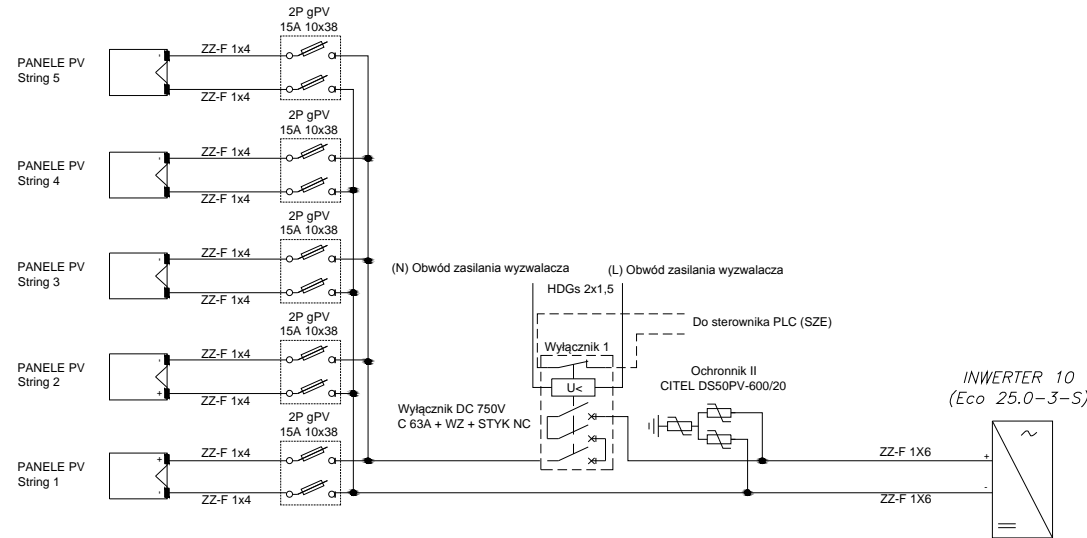 2P gPV
15A 10x38
PANELE PV
String 5
-
ZZ-F 1x4
ZZ-F 1x4
2P gPV
15A 10x38
PANELE PV
String 4
-
ZZ-F 1x4
ZZ-F 1x4
2P gPV
15A 10x38
PANELE PV
String 3
-
ZZ-F 1x4
ZZ-F 1x4
2P gPV
15A 10x38
PANELE PV
String 2
-
+
ZZ-F 1x4
ZZ-F 1x4
2P gPV
15A 10x38
PANELE PV
String 1
+
-
ZZ-F 1x4
ZZ-F 1x4
(N) Obwód zasilania wyzwalacza
(L) Obwód zasilania wyzwalacza
HDGs 2x1,5
Do sterownika PLC (SZE)
Wyłącznik 1
U<
Wyłącznik DC 750V
C 63A + WZ + STYK NC
Ochronnik II
CITEL DS50PV-600/20
INWERTER 10
(Eco 25.0-3-S)
ZZ-F 1X6
+
-
ZZ-F 1X6